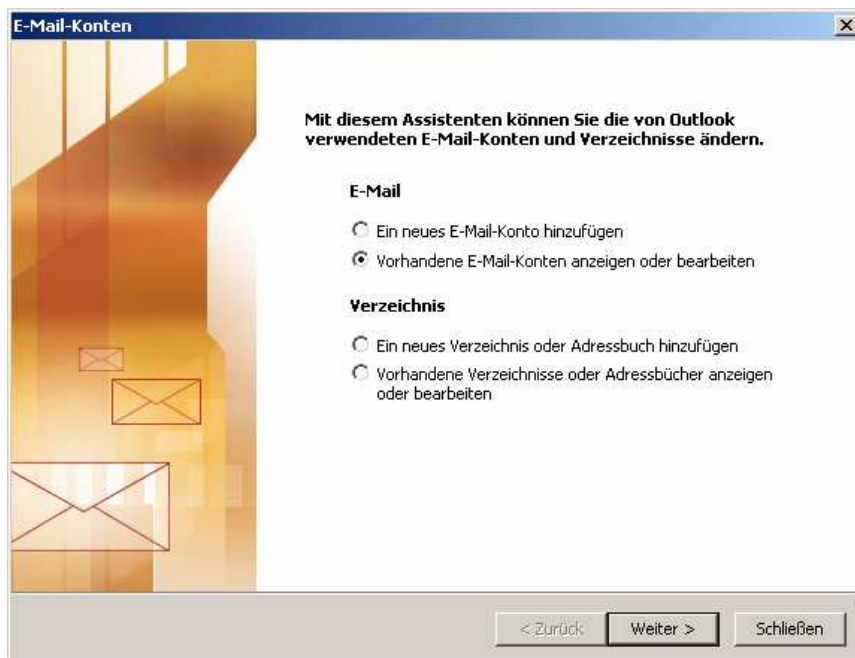 E-Mail-Konten
Mit diesem Assistenten können Sie die von Outlook
verwendeten E-Mail-Konten und Verzeichnisse ändern.
E-Mail
Ein neues E-Mail-Konto hinzufügen
Vorhandene E-Mail-Konten anzeigen oder bearbeiten
Verzeichnis
Ein neues Verzeichnis oder Adressbuch hinzufügen
Vorhandene Verzeichnisse oder Adressbücher anzeigen
oder bearbeiten
< Zurück Weiter > Schließen